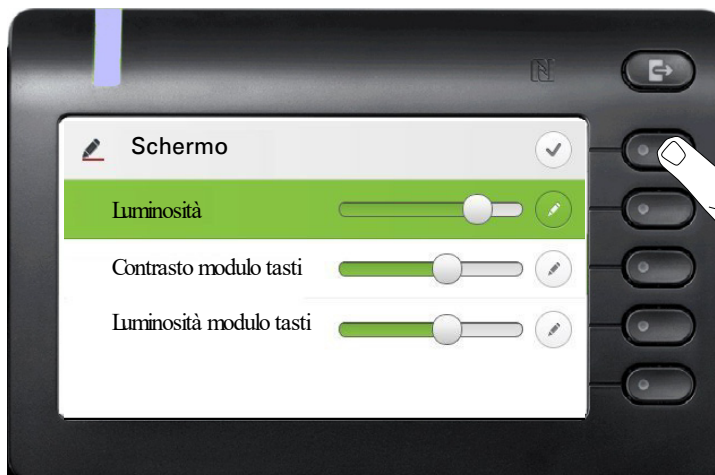 Schermo
Luminosità
Contrasto modulo tasti
Luminosità modulo tasti